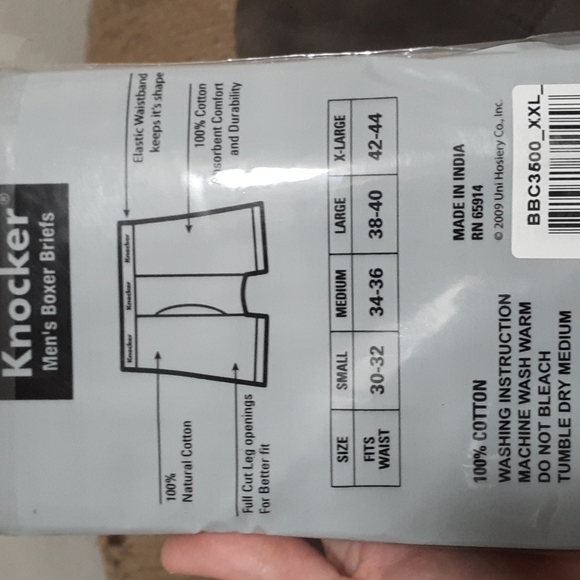 Knocker®
Men's Boxer Briefs
Elastic Waistband
keeps it's shape
100% Cotton
Absorbent Comfort
and Durability
Knocker
Knocker
Knocker
100%
Natural Cotton
Full Cut Leg openings
For Better fit
SIZE SMALL MEDIUM LARGE X-LARGE
FITS WAIST 30-32 34-36 38-40 42-44
MADE IN INDIA
RN 65914
© 2009 Uni Hosiery Co., Inc.
100% COTTON
WASHING INSTRUCTION
MACHINE WASH WARM
DO NOT BLEACH
TUMBLE DRY MEDIUM
BBC3500_XXL_